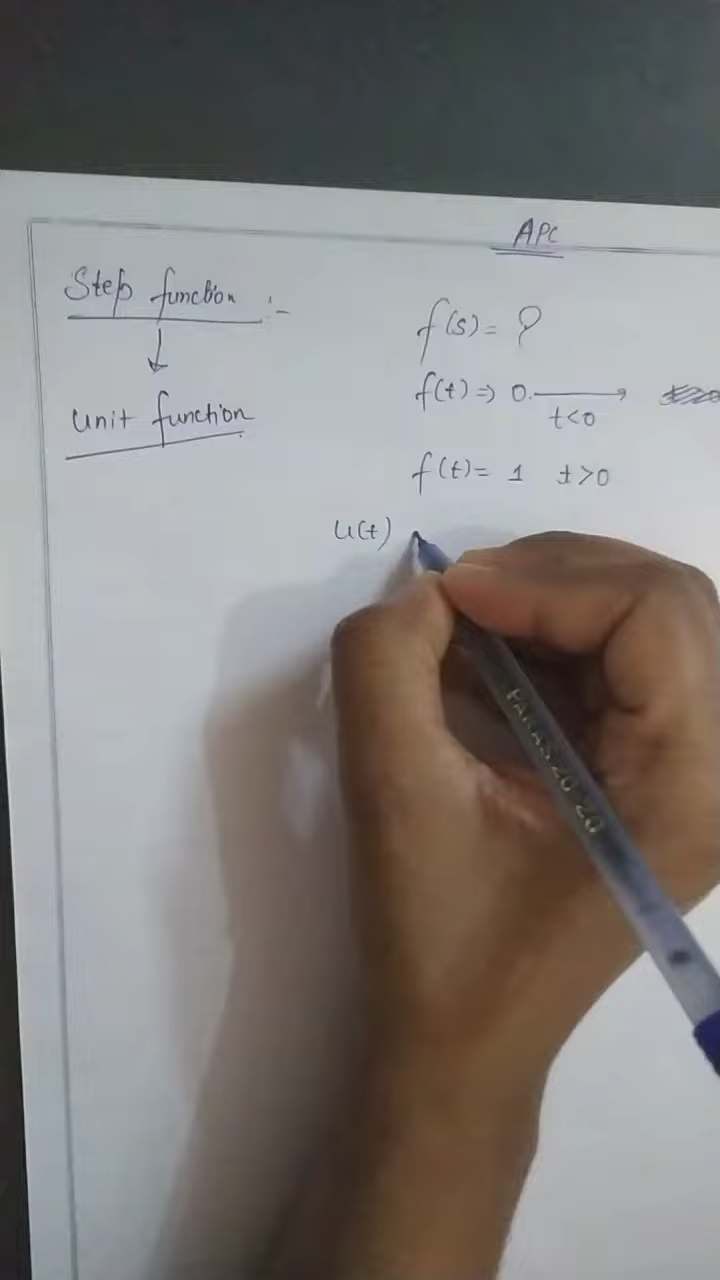 APC
Step function :-
unit function
f(s) = ?
f(t) => 0. → t<0
f(t) = 1 t>0
u(t)